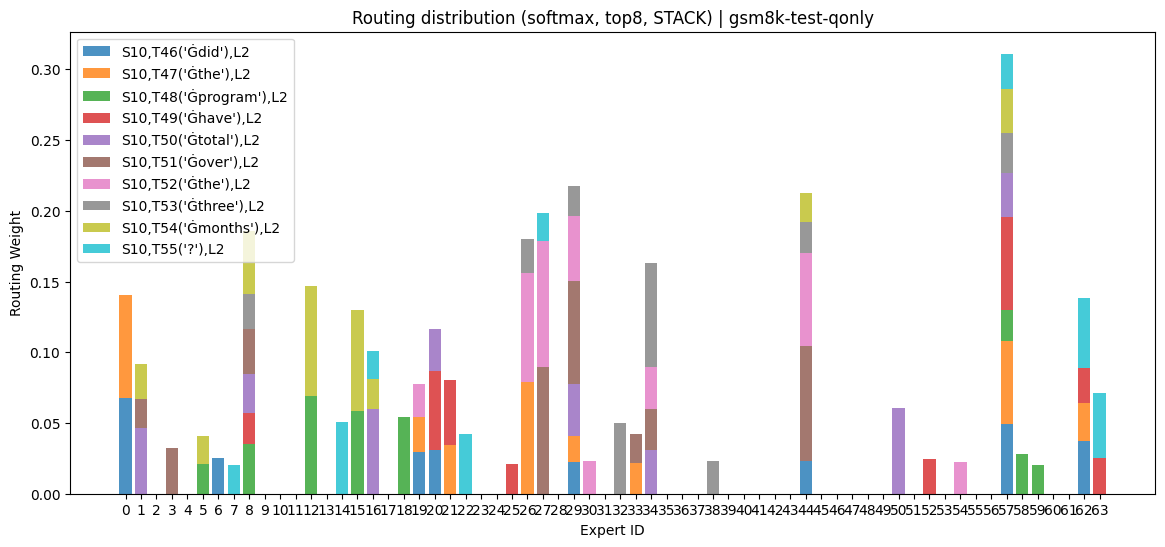 Routing distribution (softmax, top8, STACK) | gsm8k-test-qonly
S10,T46('Ġdid'),L2
S10,T47('Ġthe'),L2
S10,T48('Ġprogram'),L2
S10,T49('Ġhave'),L2
S10,T50('Ġtotal'),L2
S10,T51('Ġover'),L2
S10,T52('Ġthe'),L2
S10,T53('Ġthree'),L2
S10,T54('Ġmonths'),L2
S10,T55('?'),L2
0.30
0.25
0.20
0.15
0.10
0.05
0.00
Routing Weight
0 1 2 3 4 5 6 7 8 9 10 11 12 13 14 15 16 17 18 19 20 21 22 23 24 25 26 27 28 29 30 31 32 33 34 35 36 37 38 39 40 41 42 43 44 45 46 47 48 49 50 51 52 53 54 55 56 57 58 59 60 61 62 63
Expert ID